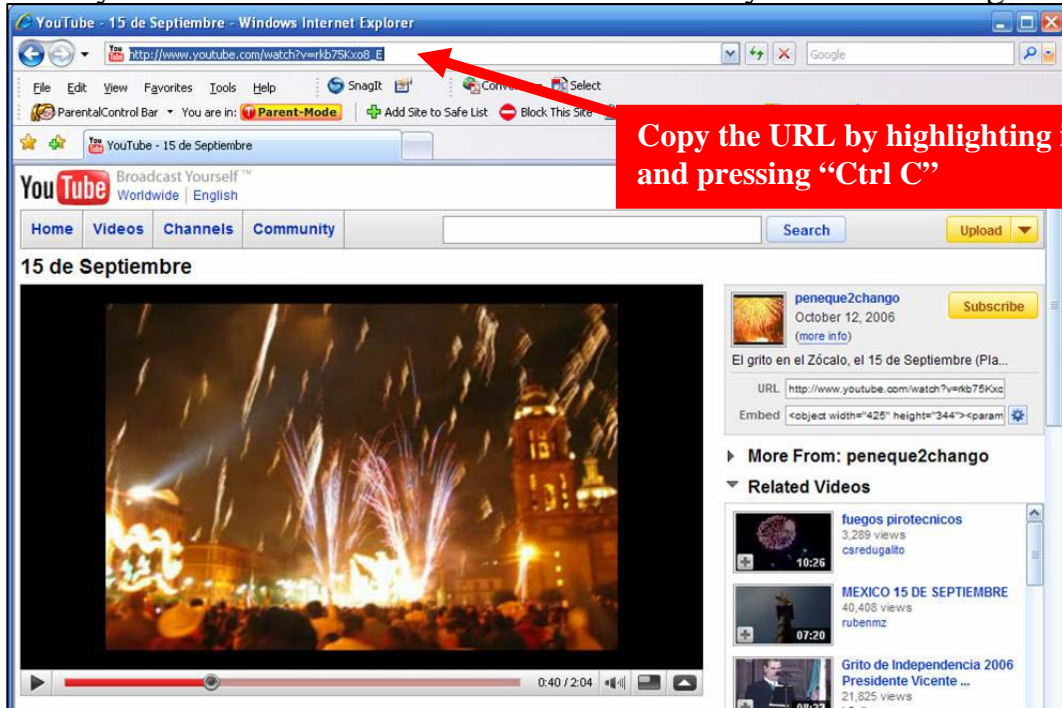 YouTube - 15 de Septiembre - Windows Internet Explorer
http://www.youtube.com/watch?v=rkb75Kxo8_E
Google
File Edit View Favorites Tools Help SnagIt Select
ParentalControl Bar You are in: Parent-Mode Add Site to Safe List Block This Site
YouTube - 15 de Septiembre
Copy the URL by highlighting
and pressing “Ctrl C”
You Tube Broadcast Yourself ™
Worldwide | English
Home Videos Channels Community Search Upload
15 de Septiembre
peneque2chango
October 12, 2006
(more info)
Subscribe
El grito en el Zócalo, el 15 de Septiembre (Pla...
URL http://www.youtube.com/watch?v=rkb75Kxo
Embed <object width="425" height="344"><param
More From: peneque2chango
Related Videos
fuegos pirotecnicos
3,289 views
csredugalito
10:26
MEXICO 15 DE SEPTIEMBRE
40,408 views
rubenmz
07:20
Grito de Independencia 2006
Presidente Vicente ...
21,825 views
08:23
0:40 / 2:04